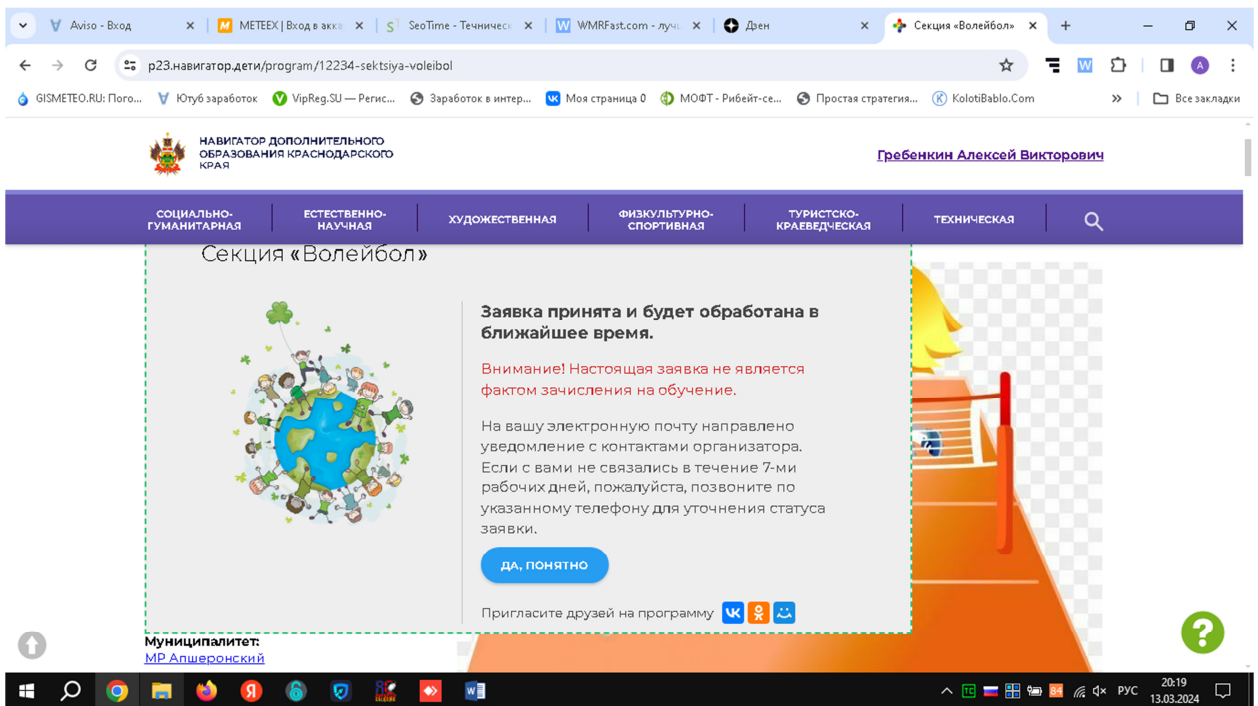 Aviso - Вход
METEEX | Вход в акка
SeoTime - Течническ
WMRFast.com - луч
Дзен
Секция «Волейбол»
p23.навигатор.дети/program/12234-sektsiya-voleibol
GISMETEO.RU: Пого...
Ютуб заработок
VipReg.SU — Регис...
Заработок в интер...
Моя страница 0
МОФТ - Рибейт-се...
Простая стратегия...
KolotiBablo.Com
»
Все закладки
НАВИГАТОР ДОПОЛНИТЕЛЬНОГО
ОБРАЗОВАНИЯ КРАСНОДАРСКОГО
КРАЯ
Гребенкин Алексей Викторович
СОЦИАЛЬНО-
ГУМАНИТАРНАЯ
ЕСТЕСТВЕННО-
НАУЧНАЯ
ХУДОЖЕСТВЕННАЯ
ФИЗКУЛЬТУРНО-
СПОРТИВНАЯ
ТУРИСТСКО-
КРАЕВЕДЧЕСКАЯ
ТЕХНИЧЕСКАЯ
Секция «Волейбол»
Заявка принята и будет обработана в
ближайшее время.
Внимание! Настоящая заявка не является
фактом зачисления на обучение.
На вашу электронную почту направлено
уведомление с контактами организатора.
Если с вами не связались в течение 7-ми
рабочих дней, пожалуйста, позвоните по
указанному телефону для уточнения статуса
заявки.
ДА, ПОНЯТНО
Пригласите друзей на программу
Муниципалитет:
МР Апшеронский
84
РУС
20:19
13.03.2024